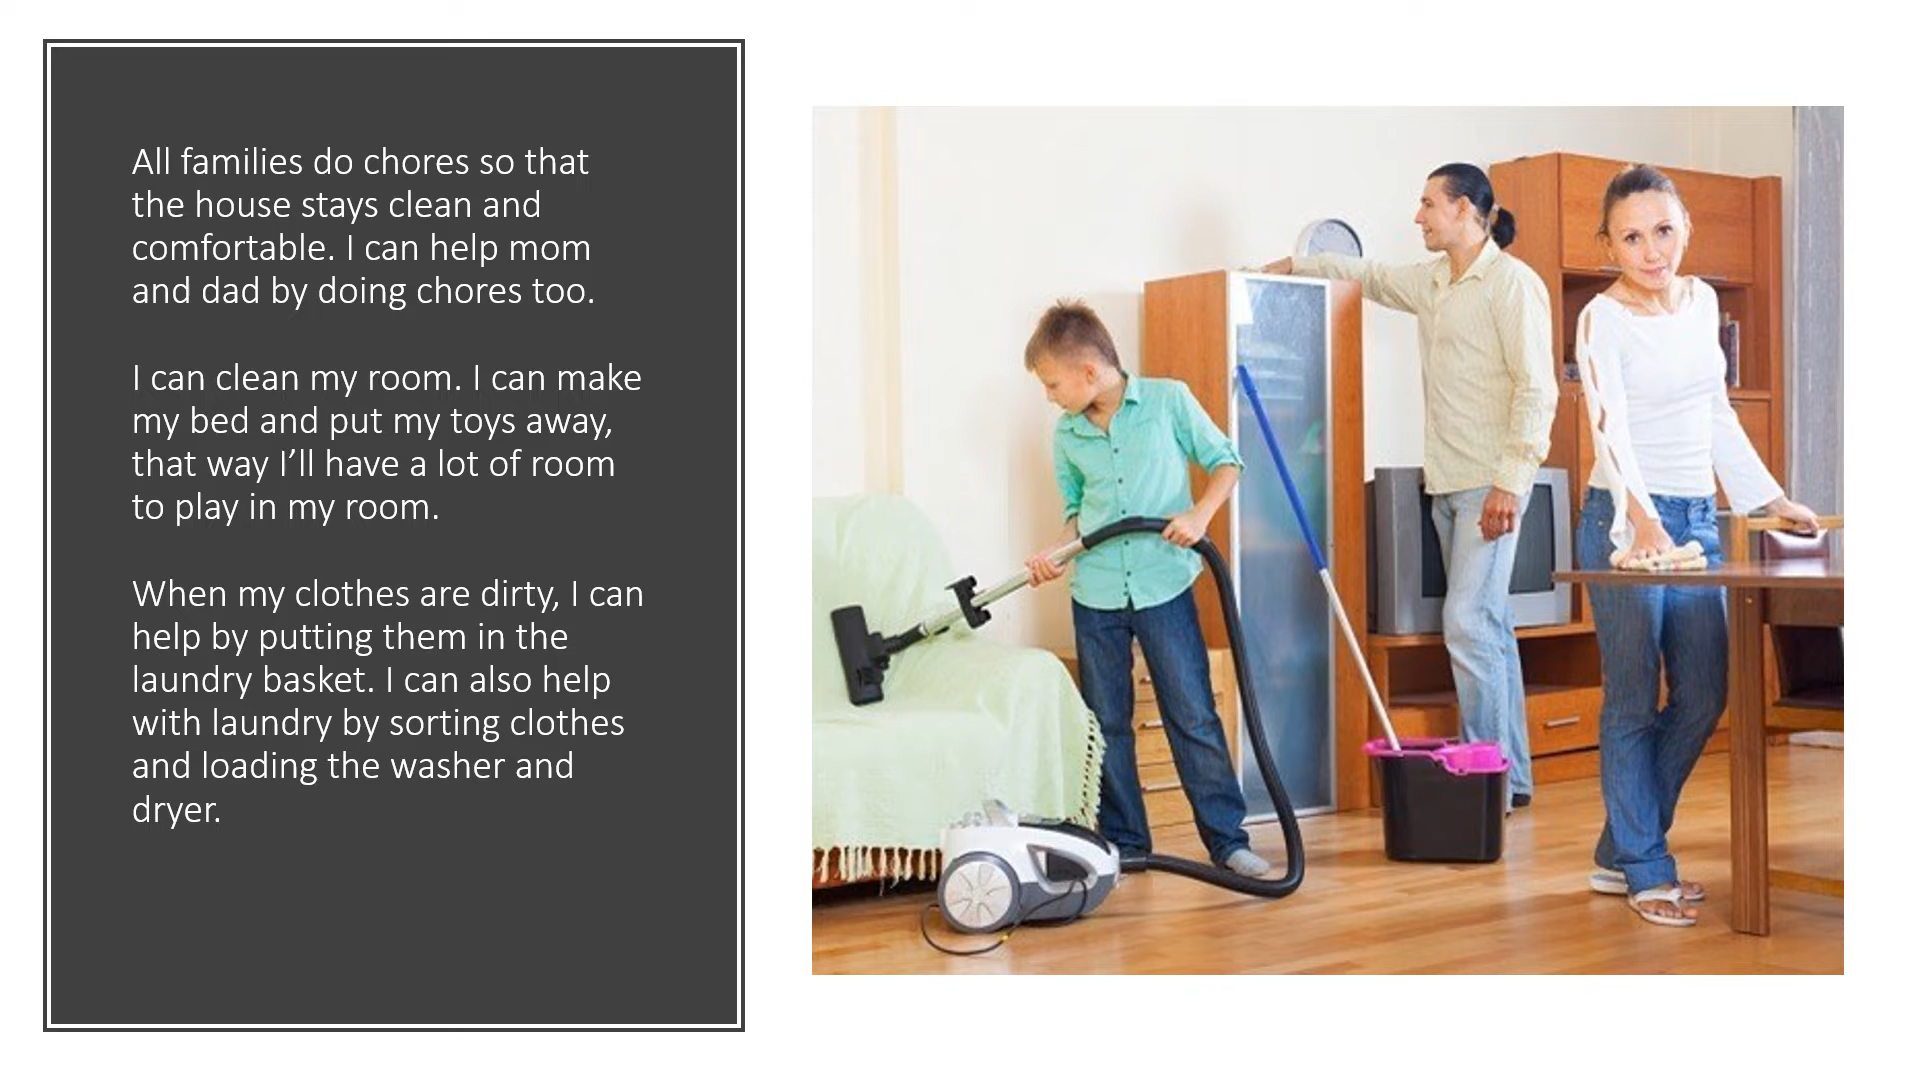 All families do chores so that
the house stays clean and
comfortable. I can help mom
and dad by doing chores too.
I can clean my room. I can make
my bed and put my toys away,
that way I’ll have a lot of room
to play in my room.
When my clothes are dirty, I can
help by putting them in the
laundry basket. I can also help
with laundry by sorting clothes
and loading the washer and
dryer.